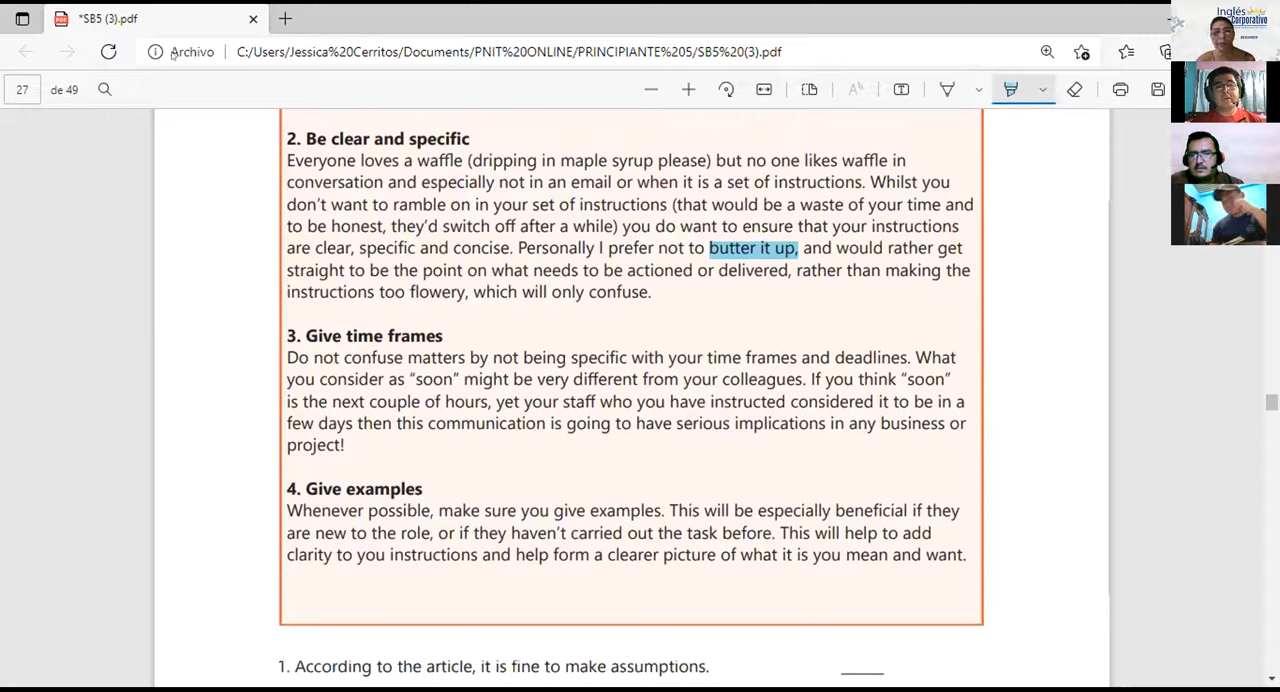 *SB5 (3).pdf
Archivo
C:/Users/Jessica%20Cerritos/Documents/PNIT%20ONLINE/PRINCIPIANTE%205/SB5%20(3).pdf
27
de 49
Inglés
Corporativo
BEGINNER
2. Be clear and specific
Everyone loves a waffle (dripping in maple syrup please) but no one likes waffle in
conversation and especially not in an email or when it is a set of instructions. Whilst you
don't want to ramble on in your set of instructions (that would be a waste of your time and
to be honest, they'd switch off after a while) you do want to ensure that your instructions
are clear, specific and concise. Personally I prefer not to butter it up, and would rather get
straight to be the point on what needs to be actioned or delivered, rather than making the
instructions too flowery, which will only confuse.
3. Give time frames
Do not confuse matters by not being specific with your time frames and deadlines. What
you consider as “soon” might be very different from your colleagues. If you think “soon”
is the next couple of hours, yet your staff who you have instructed considered it to be in a
few days then this communication is going to have serious implications in any business or
project!
4. Give examples
Whenever possible, make sure you give examples. This will be especially beneficial if they
are new to the role, or if they haven't carried out the task before. This will help to add
clarity to you instructions and help form a clearer picture of what it is you mean and want.
1. According to the article, it is fine to make assumptions.